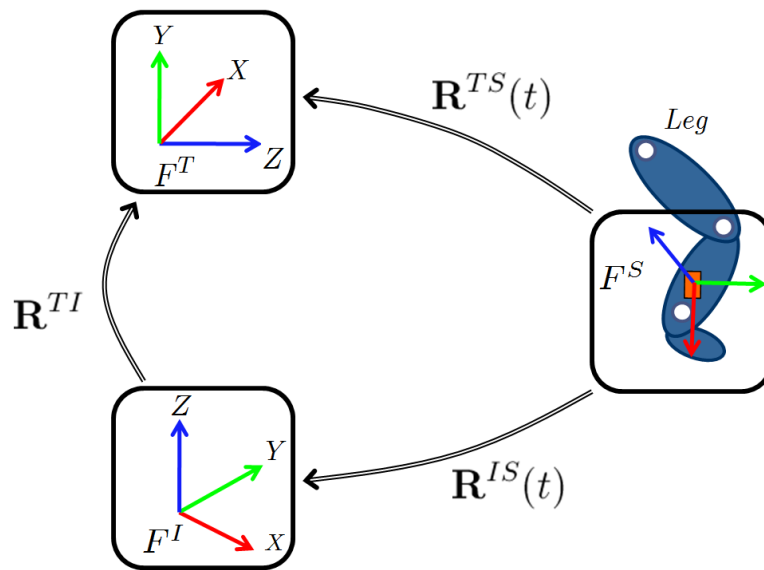 Y
X
Z
F^T
R^{TS}(t)
Leg
F^S
R^{TI}
Z
Y
X
F^I
R^{IS}(t)